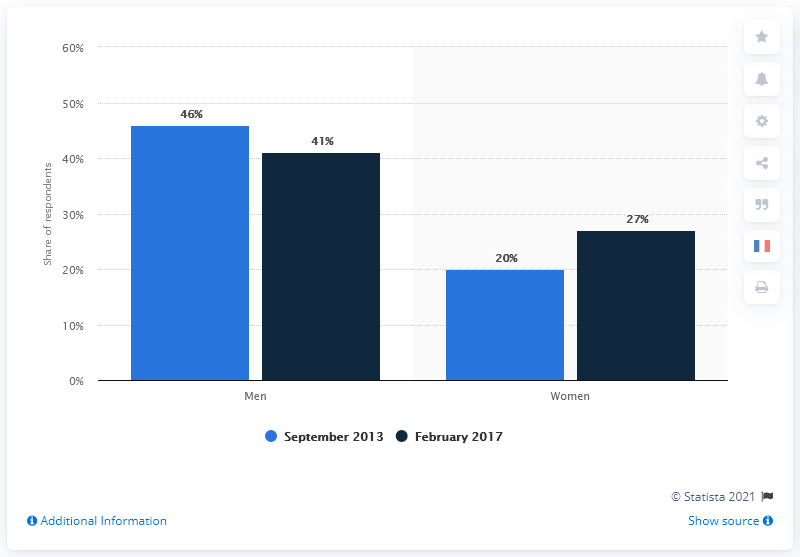 60%
50%
40%
30%
20%
10%
0%
Share of respondents
46%
41%
20%
27%
Men
Women
September 2013
February 2017
© Statista 2021
Additional Information
Show source